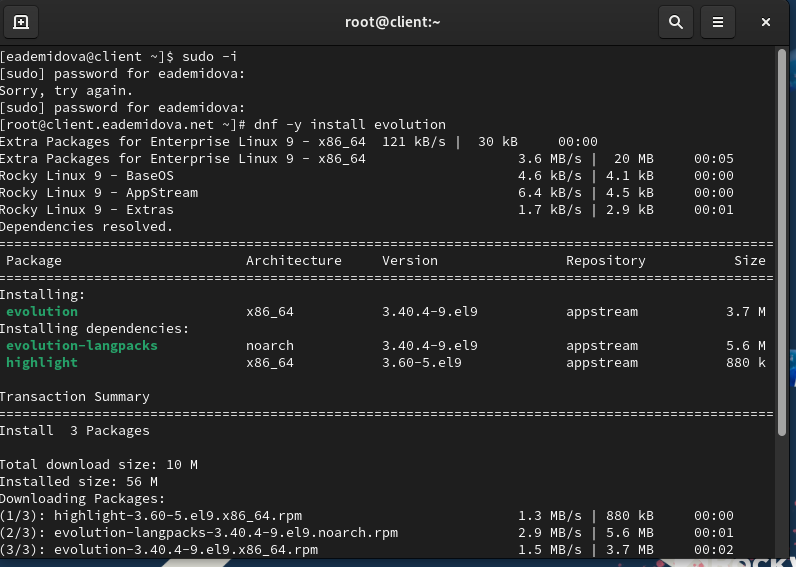 root@client:~
[eademidova@client ~]$ sudo -i
[sudo] password for eademidova:
Sorry, try again.
[sudo] password for eademidova:
[root@client.eademidova.net ~]# dnf -y install evolution
Extra Packages for Enterprise Linux 9 - x86_64  121 kB/s |  30 kB     00:00
Extra Packages for Enterprise Linux 9 - x86_64                   3.6 MB/s |  20 MB     00:05
Rocky Linux 9 - BaseOS                                           4.6 kB/s | 4.1 kB     00:00
Rocky Linux 9 - AppStream                                        6.4 kB/s | 4.5 kB     00:00
Rocky Linux 9 - Extras                                           1.7 kB/s | 2.9 kB     00:01
Dependencies resolved.
=================================================================================================
Package                       Architecture     Version                Repository           Size
=================================================================================================
Installing:
evolution                     x86_64           3.40.4-9.el9           appstream           3.7 M
Installing dependencies:
evolution-langpacks           noarch           3.40.4-9.el9           appstream           5.6 M
highlight                     x86_64           3.60-5.el9             appstream           880 k
Transaction Summary
=================================================================================================
Install  3 Packages
Total download size: 10 M
Installed size: 56 M
Downloading Packages:
(1/3): highlight-3.60-5.el9.x86_64.rpm                           1.3 MB/s | 880 kB     00:00
(2/3): evolution-langpacks-3.40.4-9.el9.noarch.rpm               2.9 MB/s | 5.6 MB     00:01
(3/3): evolution-3.40.4-9.el9.x86_64.rpm                         1.5 MB/s | 3.7 MB     00:02